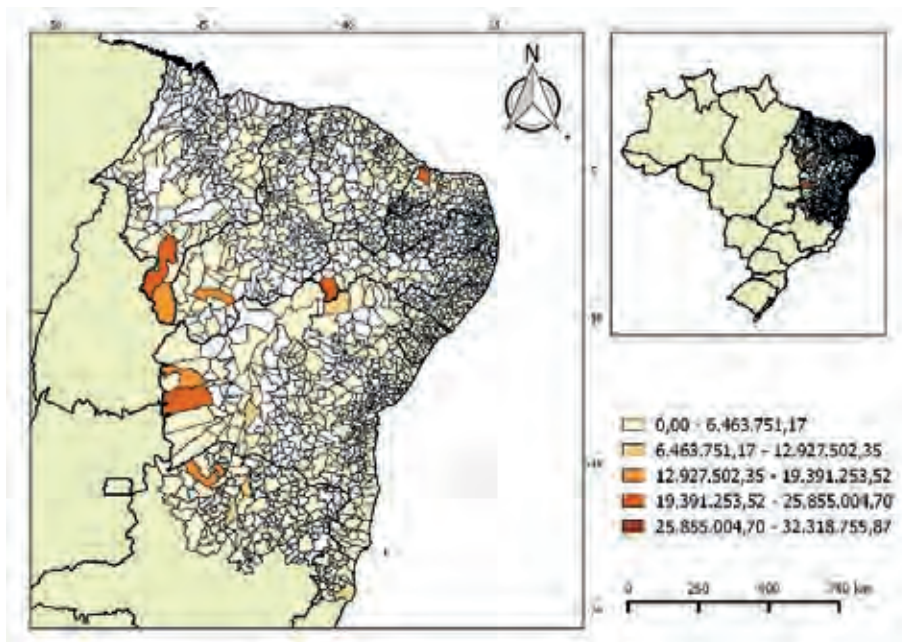 N
0,00 - 6.463.751,17
6.463.751,17 - 12.927.502,35
12.927.502,35 - 19.391.253,52
19.391.253,52 - 25.855.004,70
25.855.004,70 - 32.318.755,87
0 250 500 750 km